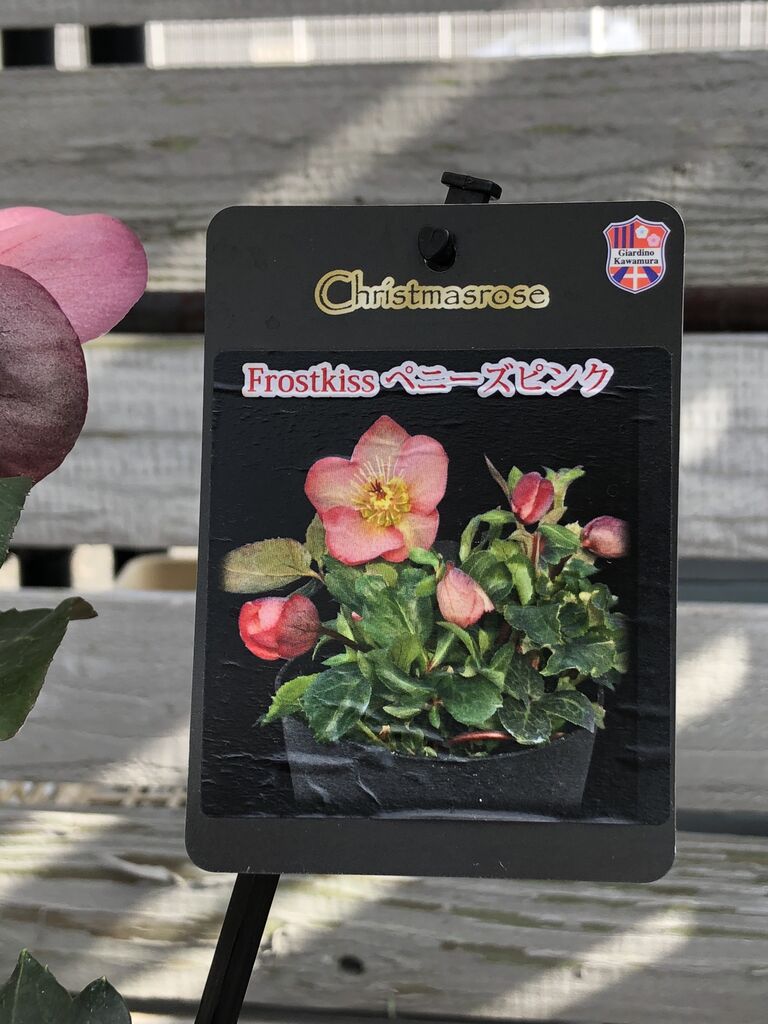 Giardino
Kawamura
Christmasrose
Frostkiss ペニーズピンク